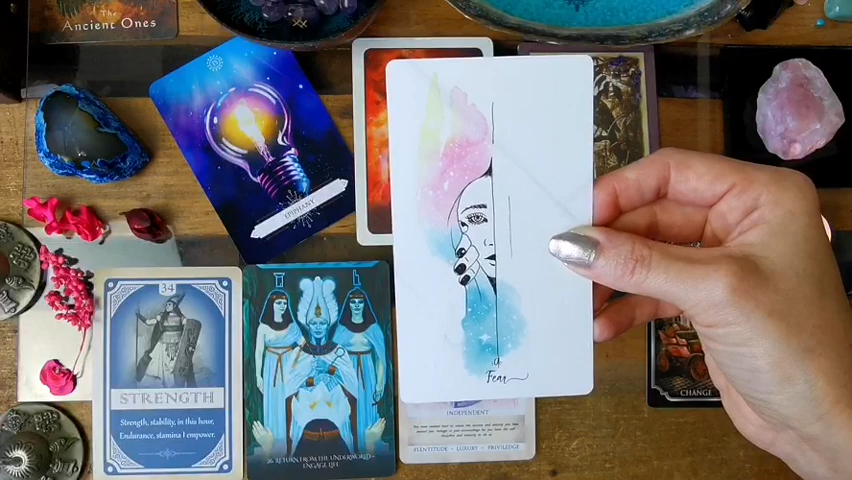 The
Ancient Ones
EPIPHANY
9
Fear
34
STRENGTH
Strength, stability, in this hour
Endurance, stamina I empower.
26. RETURN FROM THE UNDERWORLD –
ENGAGE LIFE
INDEPENDENT
PLENTITUDE - LUXURY - PRIVILEGE
CHANGE